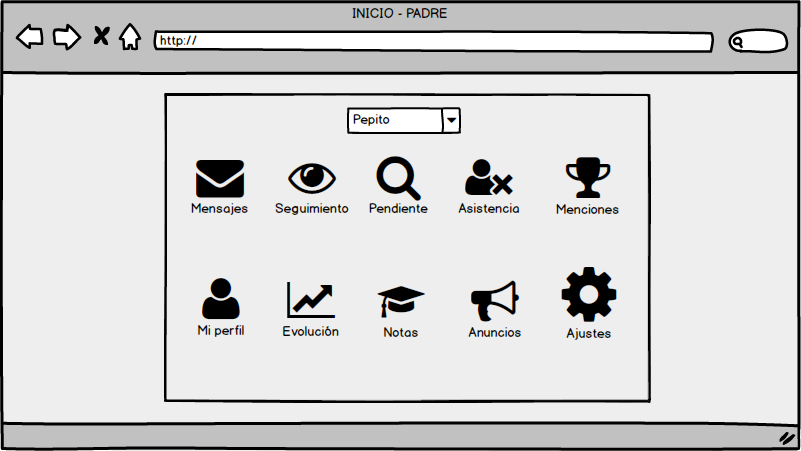 INICIO - PADRE
http://
Pepito
Mensajes
Seguimiento
Pendiente
Asistencia
Menciones
Mi perfil
Evolución
Notas
Anuncios
Ajustes